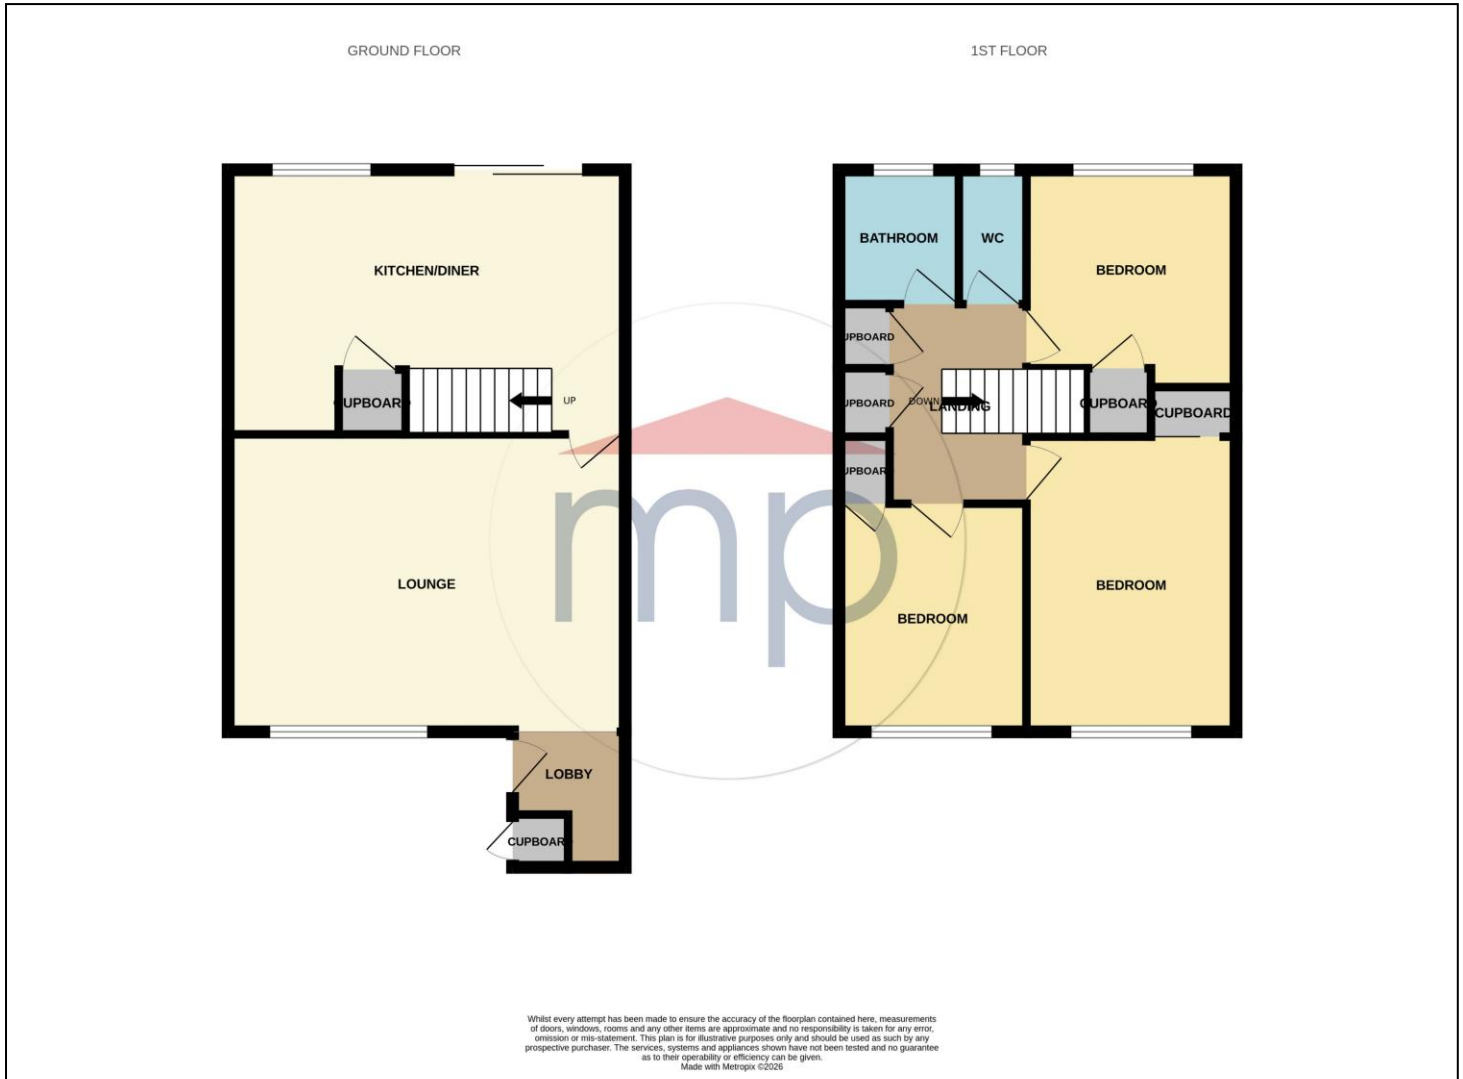 GROUND FLOOR
1ST FLOOR
KITCHEN/DINER
CUPBOARD
UP
LOUNGE
LOBBY
CUPBOARD
BATHROOM
WC
BEDROOM
UPBOARD
UPBOARD
DOWN
LANDING
CUPBOARD
CUPBOARD
UPBOARD
BEDROOM
BEDROOM
mp
Whilst every attempt has been made to ensure the accuracy of the floorplan contained here, measurements
of doors, windows, rooms and any other items are approximate and no responsibility is taken for any error,
omission or mis-statement. This plan is for illustrative purposes only and should be used as such by any
prospective purchaser. The services, systems and appliances shown have not been tested and no guarantee
as to their operability or efficiency can be given.
Made with Metropix ©2026